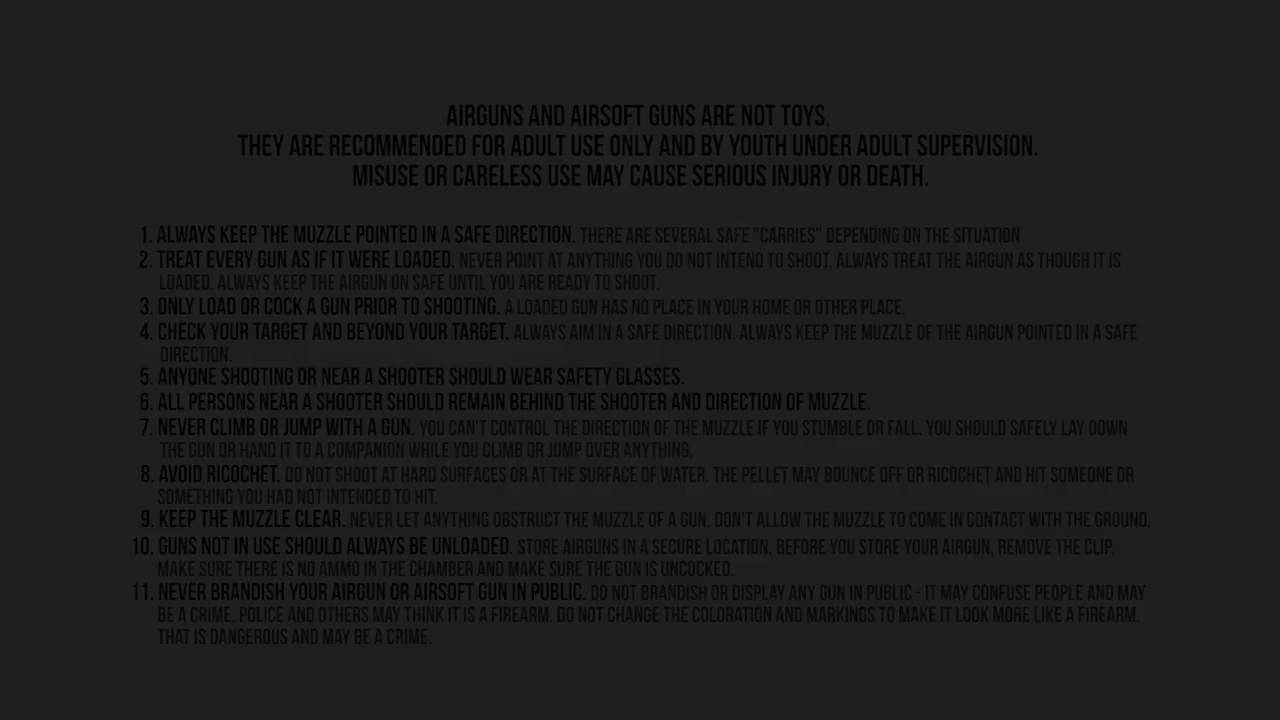 AIRGUNS AND AIRSOFT GUNS ARE NOT TOYS.
THEY ARE RECOMMENDED FOR ADULT USE ONLY AND BY YOUTH UNDER ADULT SUPERVISION.
MISUSE OR CARELESS USE MAY CAUSE SERIOUS INJURY OR DEATH.
1. ALWAYS KEEP THE MUZZLE POINTED IN A SAFE DIRECTION. THERE ARE SEVERAL SAFE "CARRIES" DEPENDING ON THE SITUATION
2. TREAT EVERY GUN AS IF IT WERE LOADED. NEVER POINT AT ANYTHING YOU DO NOT INTEND TO SHOOT. ALWAYS TREAT THE AIRGUN AS THOUGH IT IS
LOADED. ALWAYS KEEP THE AIRGUN ON SAFE UNTIL YOU ARE READY TO SHOOT.
3. ONLY LOAD OR COCK A GUN PRIOR TO SHOOTING. A LOADED GUN HAS NO PLACE IN YOUR HOME OR OTHER PLACE.
4. CHECK YOUR TARGET AND BEYOND YOUR TARGET. ALWAYS AIM IN A SAFE DIRECTION. ALWAYS KEEP THE MUZZLE OF THE AIRGUN POINTED IN A SAFE
DIRECTION.
5. ANYONE SHOOTING OR NEAR A SHOOTER SHOULD WEAR SAFETY GLASSES.
6. ALL PERSONS NEAR A SHOOTER SHOULD REMAIN BEHIND THE SHOOTER AND DIRECTION OF MUZZLE.
7. NEVER CLIMB OR JUMP WITH A GUN. YOU CAN'T CONTROL THE DIRECTION OF THE MUZZLE IF YOU STUMBLE OR FALL. YOU SHOULD SAFELY LAY DOWN
THE GUN OR HAND IT TO A COMPANION WHILE YOU CLIMB OR JUMP OVER ANYTHING.
8. AVOID RICOCHET. DO NOT SHOOT AT HARD SURFACES OR AT THE SURFACE OF WATER. THE PELLET MAY BOUNCE OFF OR RICOCHET AND HIT SOMEONE OR
SOMETHING YOU HAD NOT INTENDED TO HIT.
9. KEEP THE MUZZLE CLEAR. NEVER LET ANYTHING OBSTRUCT THE MUZZLE OF A GUN. DON'T ALLOW THE MUZZLE TO COME IN CONTACT WITH THE GROUND.
10. GUNS NOT IN USE SHOULD ALWAYS BE UNLOADED. STORE AIRGUNS IN A SECURE LOCATION. BEFORE YOU STORE YOUR AIRGUN, REMOVE THE CLIP,
MAKE SURE THERE IS NO AMMO IN THE CHAMBER AND MAKE SURE THE GUN IS UNCOCKED.
11. NEVER BRANDISH YOUR AIRGUN OR AIRSOFT GUN IN PUBLIC. DO NOT BRANDISH OR DISPLAY ANY GUN IN PUBLIC - IT MAY CONFUSE PEOPLE AND MAY
BE A CRIME. POLICE AND OTHERS MAY THINK IT IS A FIREARM. DO NOT CHANGE THE COLORATION AND MARKINGS TO MAKE IT LOOK MORE LIKE A FIREARM.
THAT IS DANGEROUS AND MAY BE A CRIME.